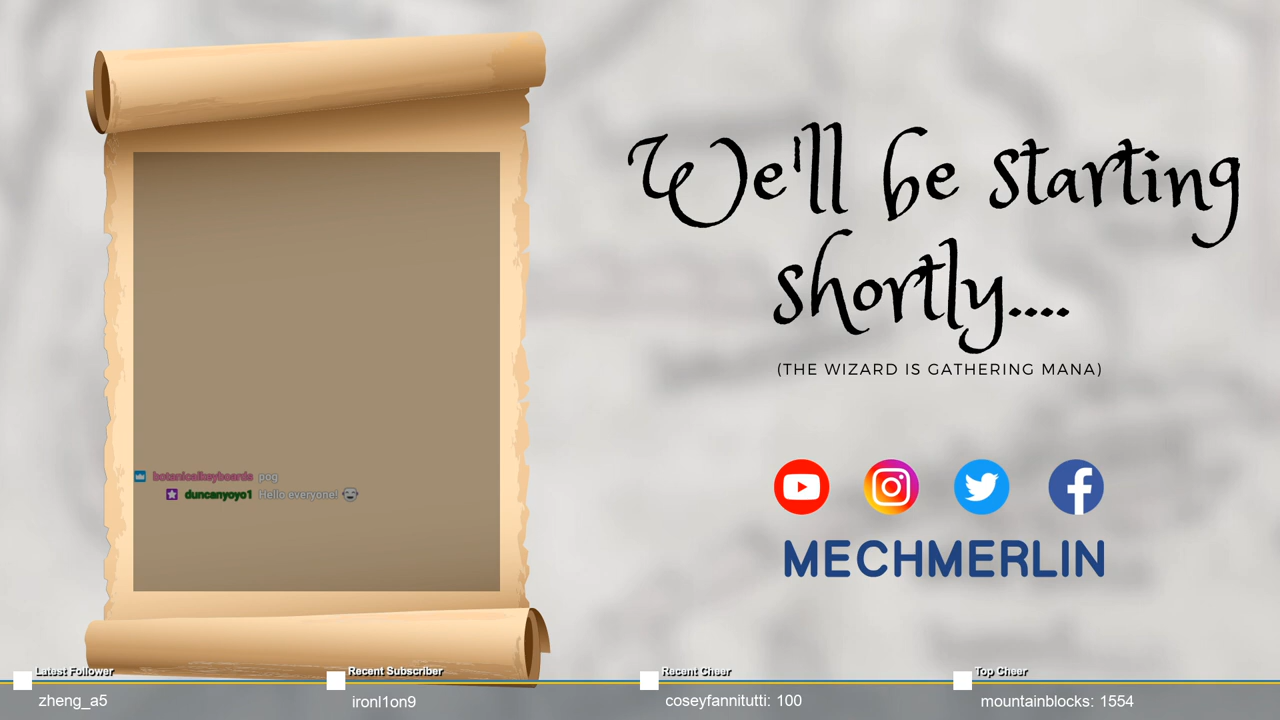 We'll be starting
shortly....
(THE WIZARD IS GATHERING MANA)
MECHMERLIN
botanicalkeyboards pog
duncanyoyo1 Hello everyone!
Latest Follower
zheng_a5
Recent Subscriber
ironl1on9
Recent Cheer
coseyfannitutti: 100
Top Cheer
mountainblocks: 1554